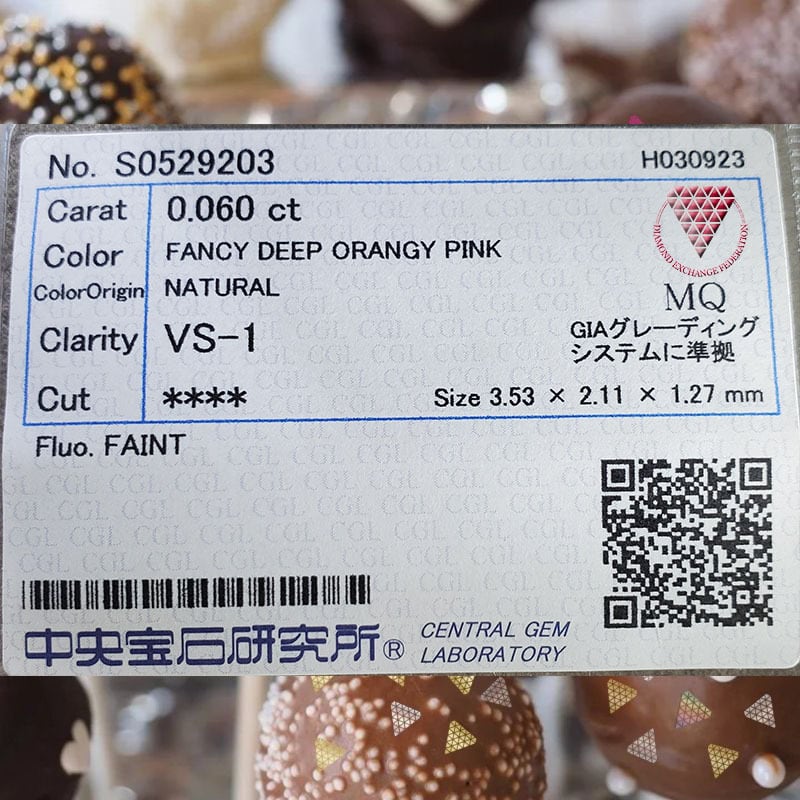 No. S0529203 H030923
Carat 0.060 ct
Color FANCY DEEP ORANGY PINK
DIAMOND EXCHANGE FEDERATION
ColorOrigin NATURAL
MQ
Clarity VS-1
GIAグレーディング
システムに準拠
Cut **** Size 3.53 × 2.11 × 1.27 mm
Fluo. FAINT
中央宝石研究所® CENTRAL GEM
LABORATORY